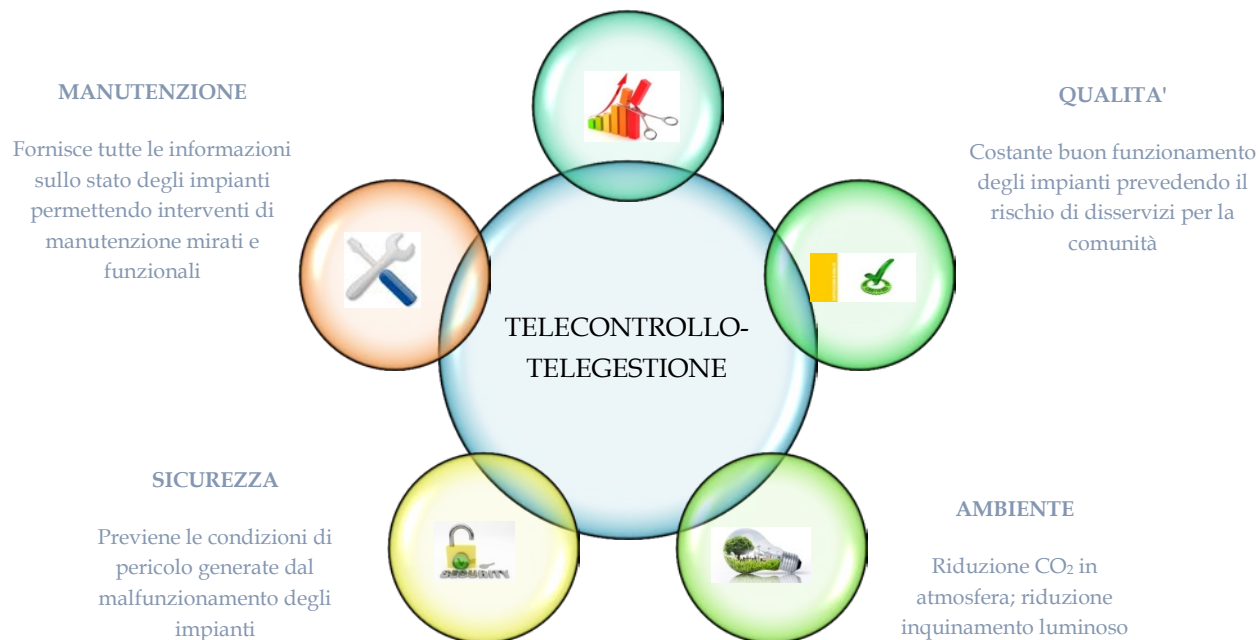 MANUTENZIONE
Fornisce tutte le informazioni
sullo stato degli impianti
permettendo interventi di
manutenzione mirati e
funzionali
QUALITA'
Costante buon funzionamento
degli impianti prevedendo il
rischio di disservizi per la
comunità
TELECONTROLLO-
TELEGESTIONE
SICUREZZA
Previene le condizioni di
pericolo generate dal
malfunzionamento degli
impianti
SECURITY
AMBIENTE
Riduzione CO₂ in
atmosfera; riduzione
inquinamento luminoso